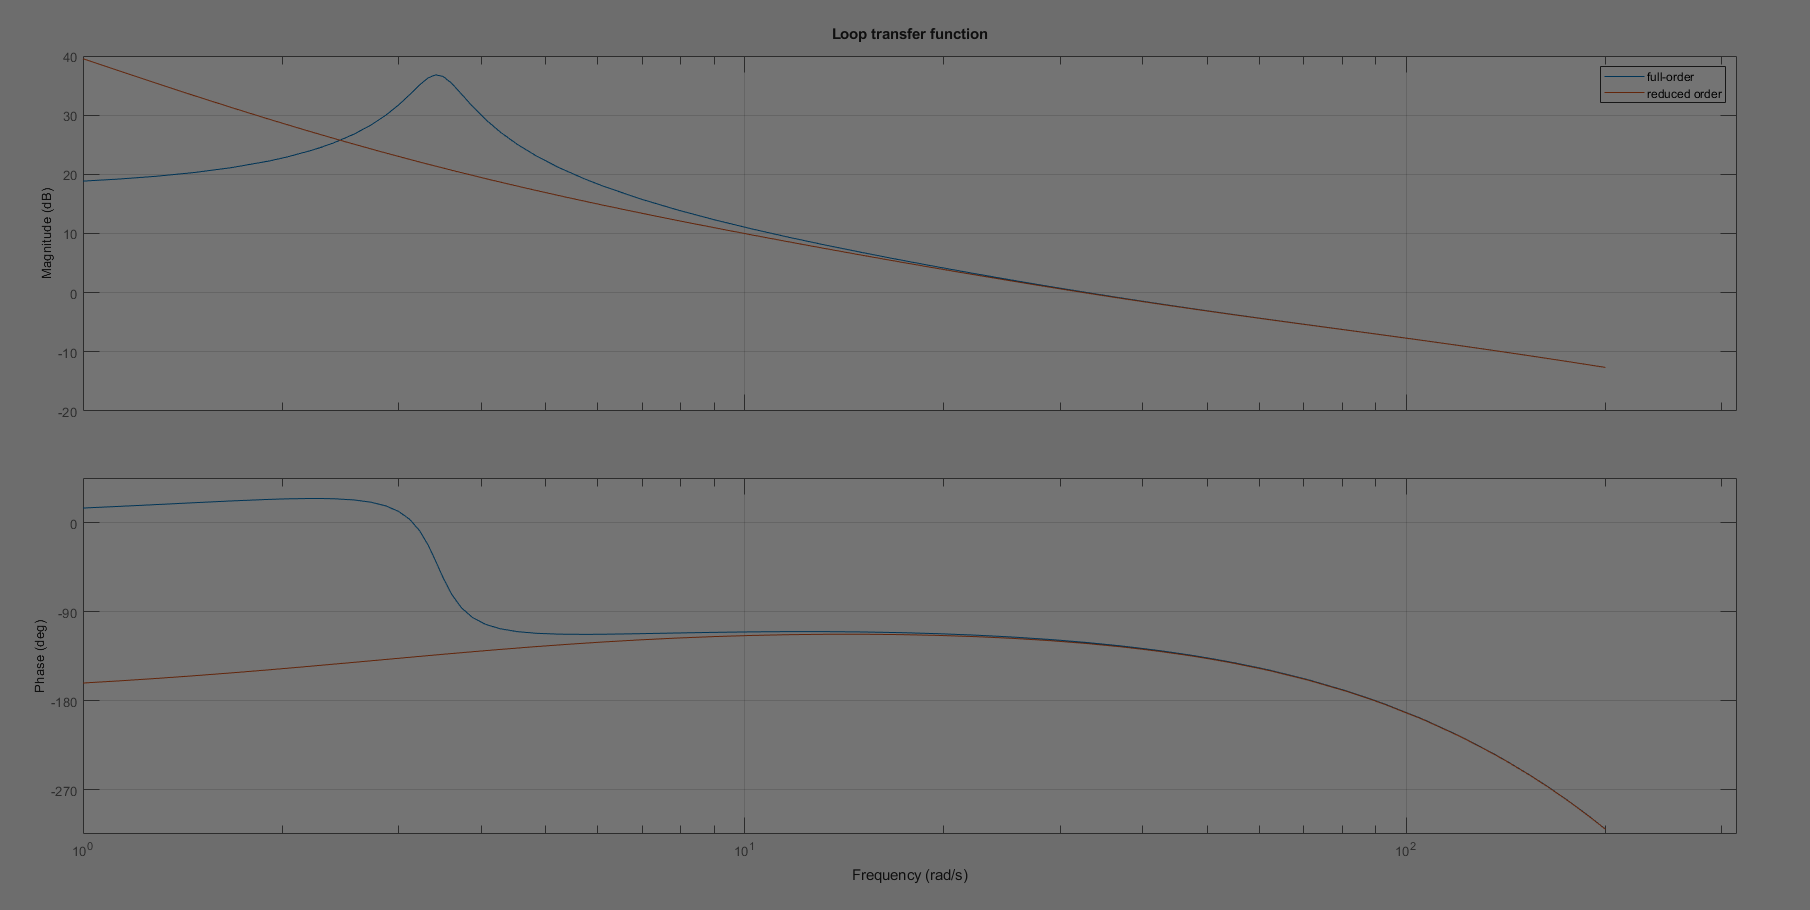 Loop transfer function
full-order
reduced order
Magnitude (dB)
40
30
20
10
0
-10
-20
Phase (deg)
0
-90
-180
-270
10^0
10^1
10^2
Frequency (rad/s)